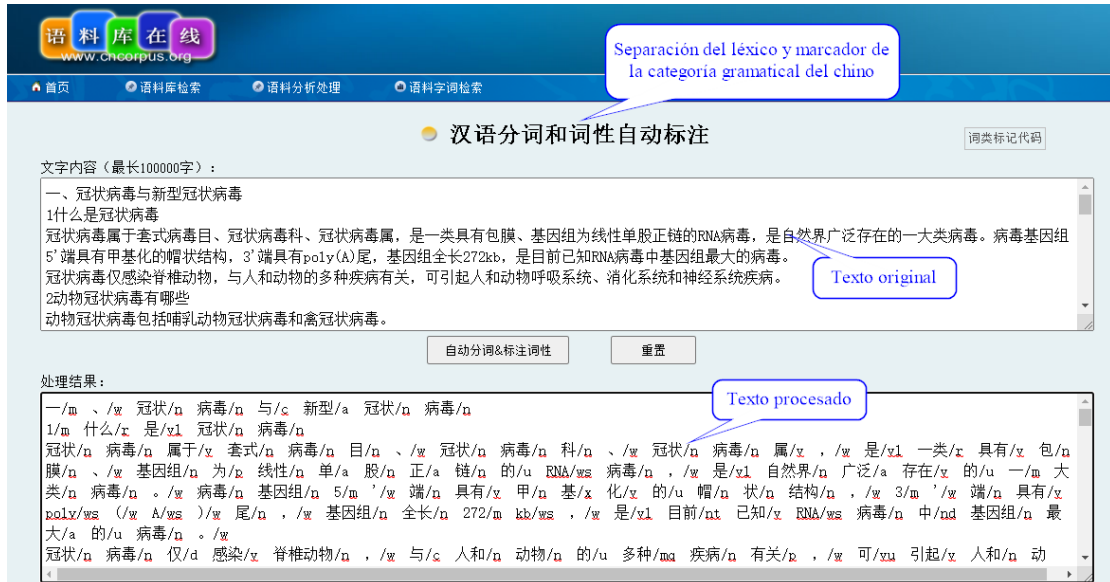 语料库在线
www.cncorpus.org
Separación del léxico y marcador de
la categoría gramatical del chino
首页 语料库检索 语料分析处理 语料字词检索
汉语分词和词性自动标注
词类标记代码
文字内容（最长100000字）：
一、冠状病毒与新型冠状病毒
1什么是冠状病毒
冠状病毒属于套式病毒目、冠状病毒科、冠状病毒属，是一类具有包膜、基因组为线性单股正链的RNA病毒，是自然界广泛存在的一大类病毒。病毒基因组
5'端具有甲基化的帽状结构，3'端具有poly(A)尾，基因组全长272kb，是目前已知RNA病毒中基因组最大的病毒。
冠状病毒仅感染脊椎动物，与人和动物的多种疾病有关，可引起人和动物呼吸系统、消化系统和神经系统疾病。
Texto original
2动物冠状病毒有哪些
动物冠状病毒包括哺乳动物冠状病毒和禽冠状病毒。
自动分词&标注词性 重置
处理结果：
Texto procesado
一/m 、/w 冠状/n 病毒/n 与/c 新型/a 冠状/n 病毒/n
1/m 什么/r 是/vl 冠状/n 病毒/n
冠状/n 病毒/n 属于/v 套式/n 病毒/n 目/n 、/w 冠状/n 病毒/n 科/n 、/w 冠状/n 病毒/n 属/v ，/w 是/vl 一类/r 具有/v 包/n
膜/n 、/w 基因组/n 为/p 线性/n 单/a 股/n 正/a 链/n 的/u RNA/ws 病毒/n ，/w 是/vl 自然界/n 广泛/a 存在/v 的/u 一/m 大
类/n 病毒/n 。/w 病毒/n 基因组/n 5/m '/w 端/n 具有/v 甲/n 基/x 化/v 的/u 帽/n 状/n 结构/n ，/w 3/m '/w 端/n 具有/v
poly/ws (/w A/ws )/w 尾/n ，/w 基因组/n 全长/n 272/m kb/ws ，/w 是/vl 目前/nt 已知/v RNA/ws 病毒/n 中/nd 基因组/n 最
大/a 的/u 病毒/n 。/w
冠状/n 病毒/n 仅/d 感染/v 脊椎动物/n ，/w 与/c 人和/n 动物/n 的/u 多种/mq 疾病/n 有关/p ，/w 可/vu 引起/v 人和/n 动